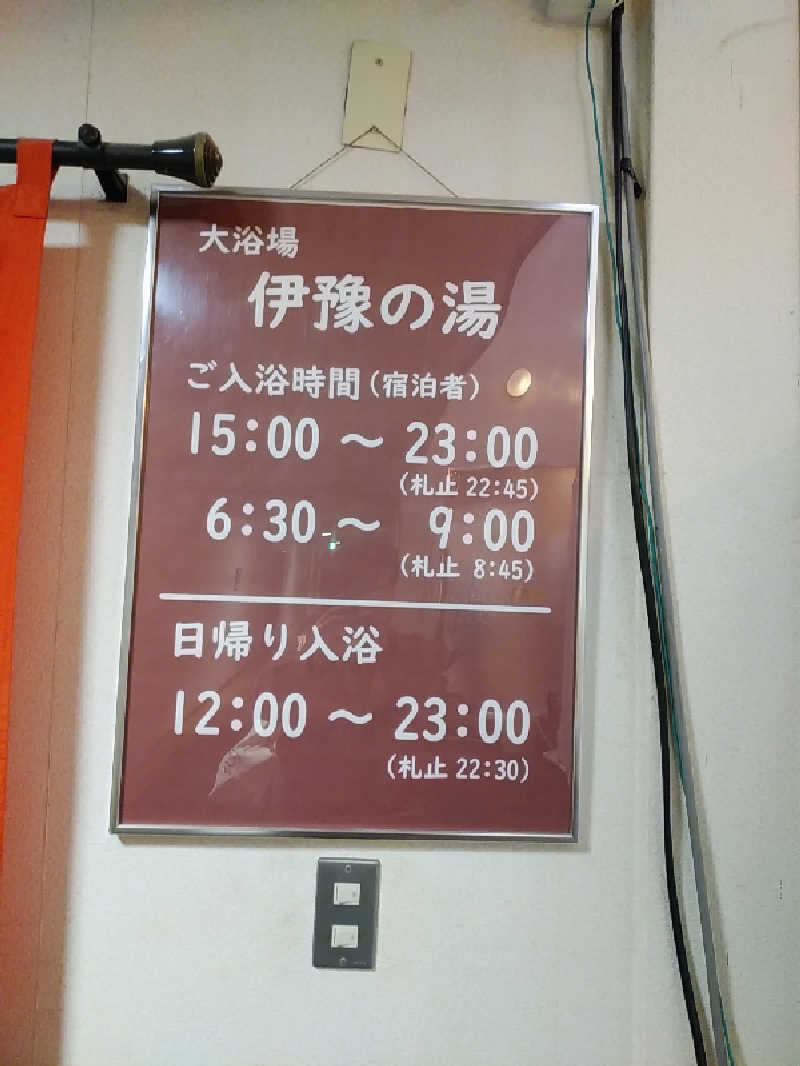 大浴場
伊豫の湯
ご入浴時間(宿泊者)
15:00 ～ 23:00
(札止 22:45)
6:30 ～ 9:00
(札止 8:45)
日帰り入浴
12:00 ～ 23:00
(札止 22:30)